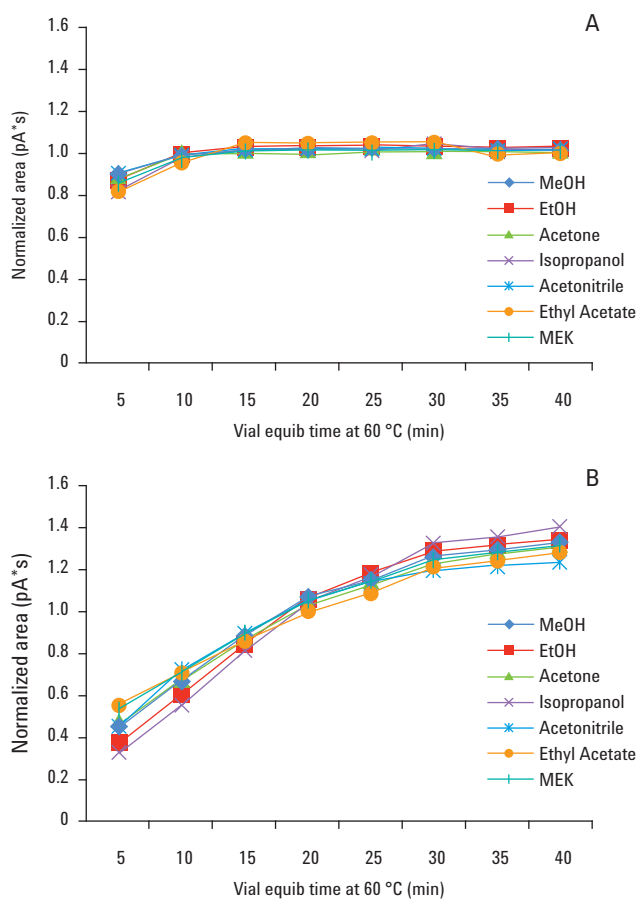 A
Normalized area (pA*s)
1.6
1.4
1.2
1.0
0.8
0.6
0.4
0.2
0
MeOH
EtOH
Acetone
Isopropanol
Acetonitrile
Ethyl Acetate
MEK
5 10 15 20 25 30 35 40
Vial equib time at 60 °C (min)
B
Normalized area (pA*s)
1.6
1.4
1.2
1.0
0.8
0.6
0.4
0.2
0
MeOH
EtOH
Acetone
Isopropanol
Acetonitrile
Ethyl Acetate
MEK
5 10 15 20 25 30 35 40
Vial equib time at 60 °C (min)